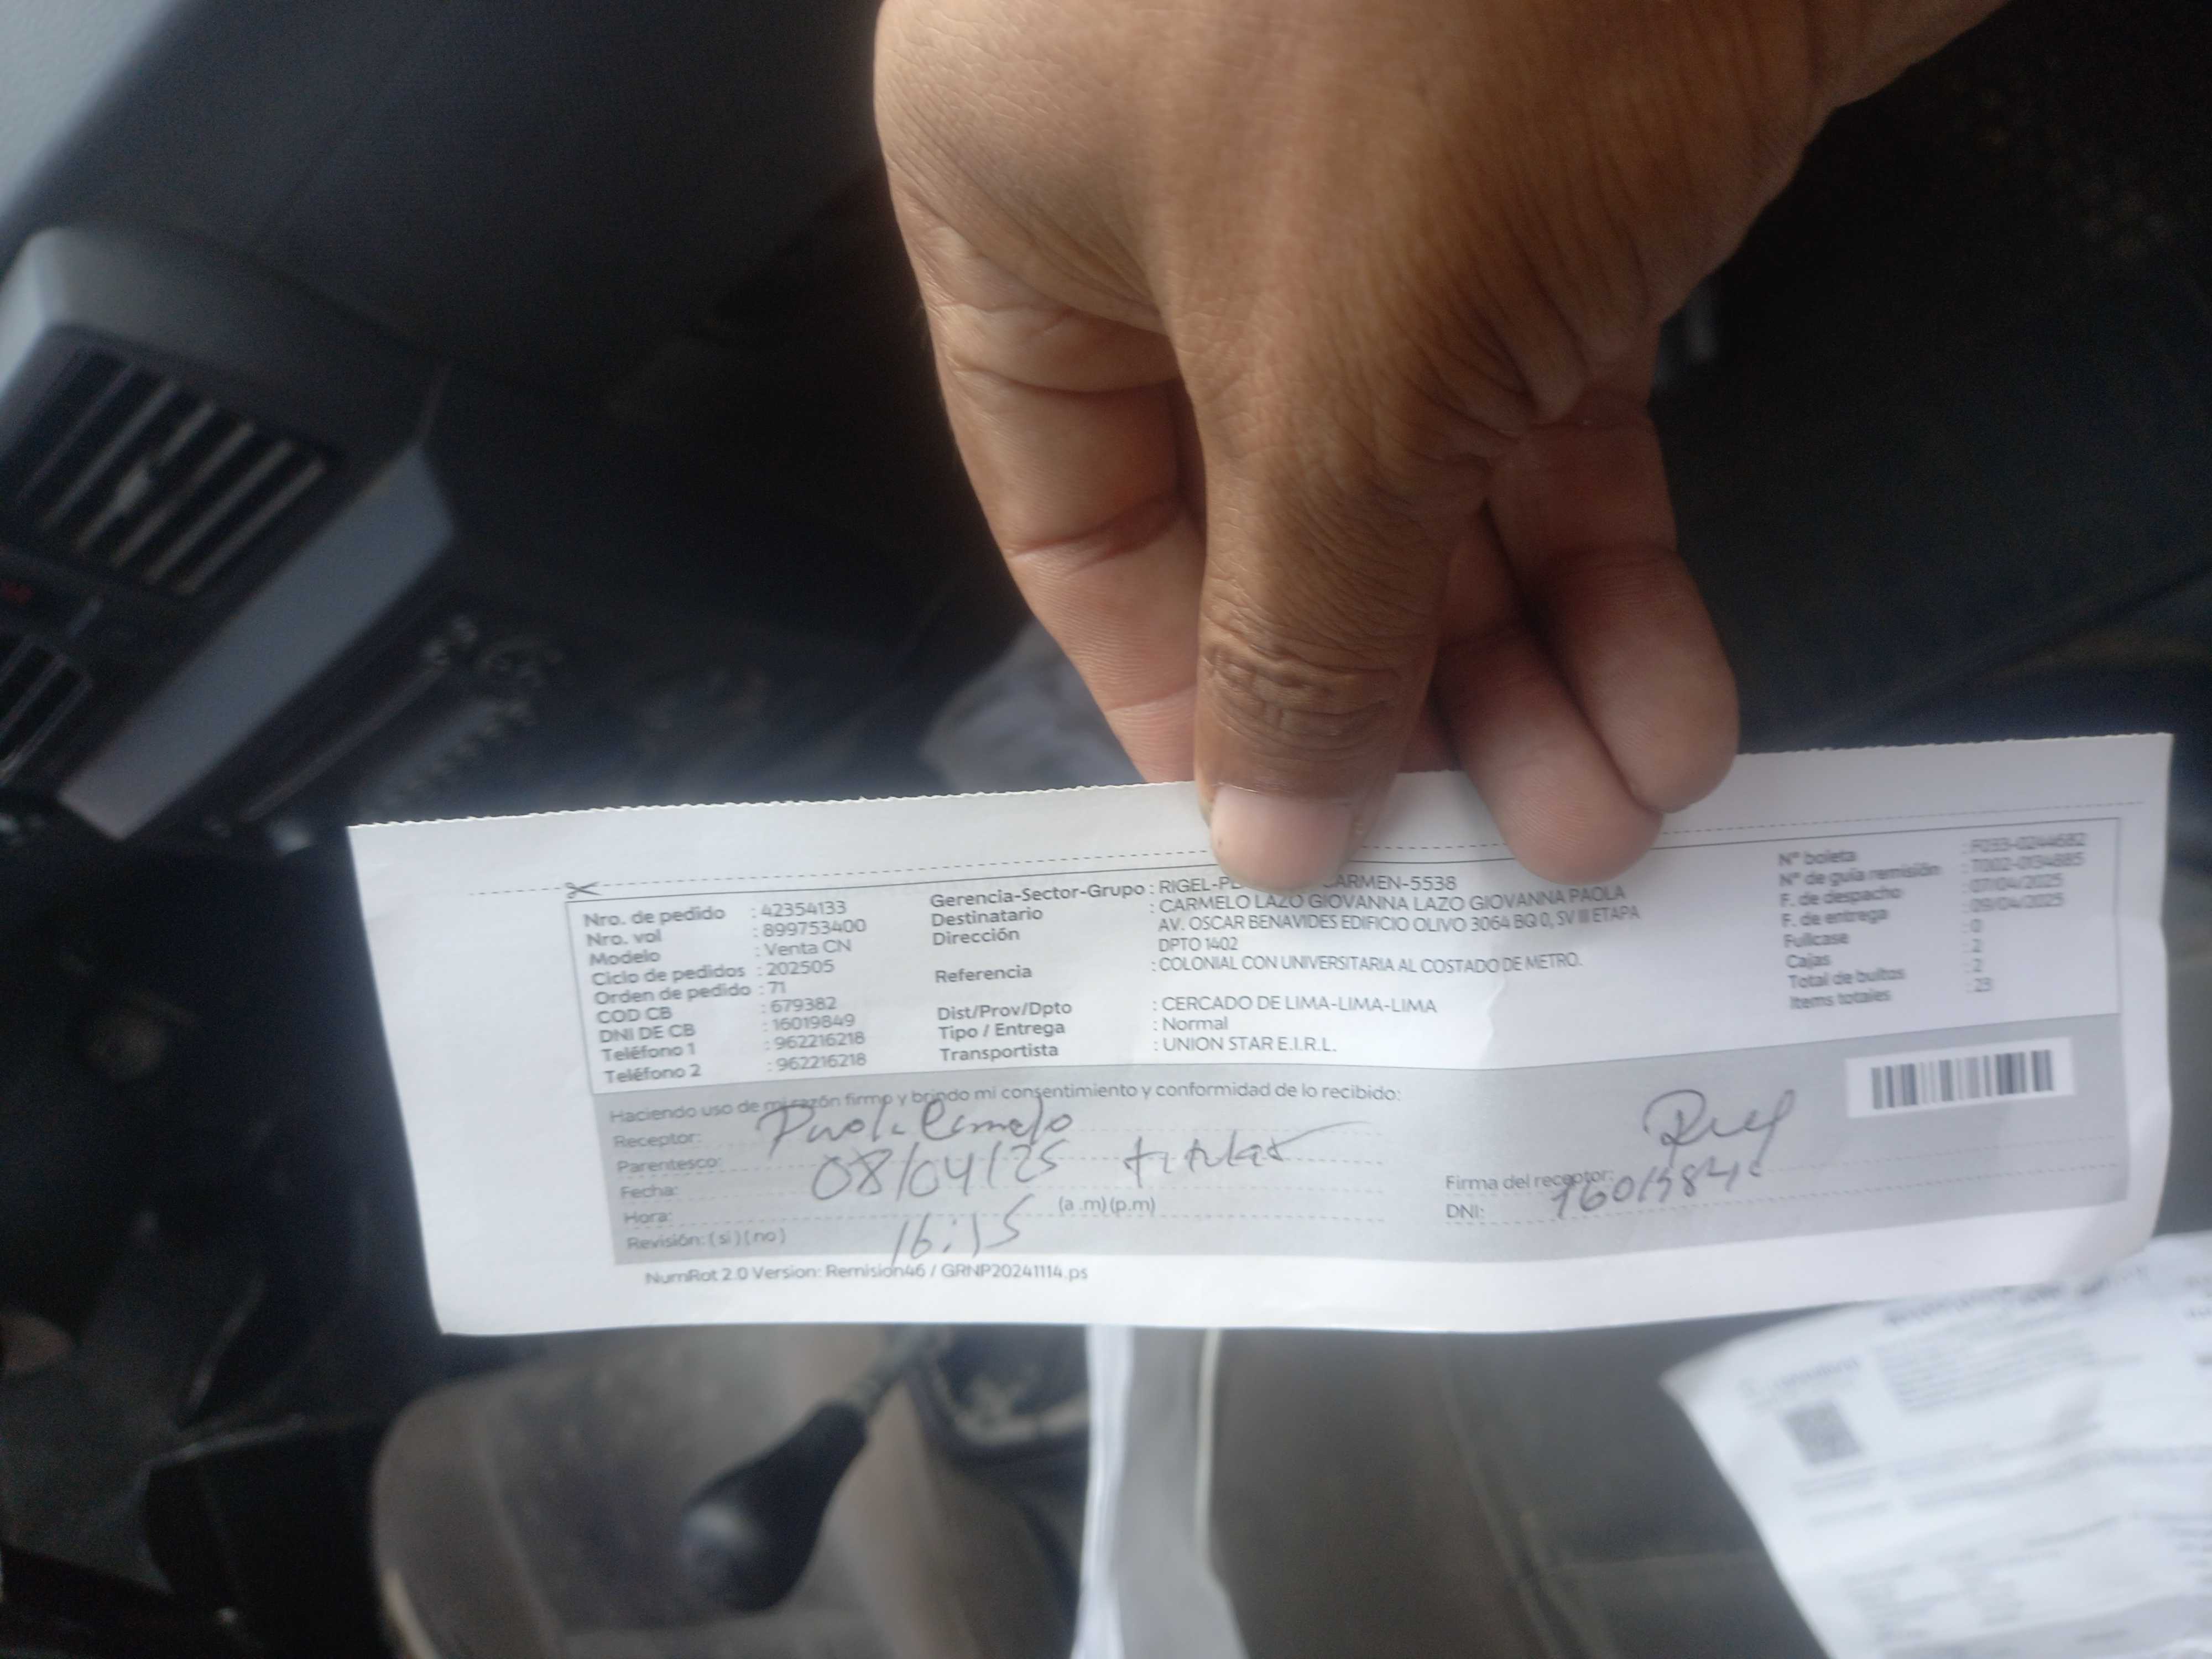 Nro. de pedido : 42354133
Nro. vol : 899753400
Modelo : Venta CN
Ciclo de pedidos : 202505
Orden de pedido : 71
COD CB : 679382
DNI DE CB : 16019849
Teléfono 1 : 962216218
Teléfono 2 : 962216218
Gerencia-Sector-Grupo : RIGEL- CARMEN-5538
Destinatario : CARMELO LAZO GIOVANNA LAZO GIOVANNA PAOLA
Dirección AV. OSCAR BENAVIDES EDIFICIO OLIVO 3064 BQ 0, SV III ETAPA
DPTO 1402
Referencia : COLONIAL CON UNIVERSITARIA AL COSTADO DE METRO.
Dist/Prov/Dpto : CERCADO DE LIMA-LIMA-LIMA
Tipo / Entrega : Normal
Transportista : UNION STAR E.I.R.L.
N° boleta : F033-0244682
N° de guía remisión : T002-0134885
F. de despacho : 07/04/2025
F. de entrega : 09/04/2025
Fullcase : 0
Cajas : 2
Total de bultos : 2
Items totales : 23
Haciendo uso de mi razón firmo y brindo mi consentimiento y conformidad de lo recibido:
Receptor: Paola Carmelo
Parentesco: titular
Fecha: 08/04/25
Hora: 16:15 (a .m) (p.m)
Revisión: ( si ) ( no )
Firma del receptor:
DNI:
NumRot 2.0 Version: Remision46 / GRNP20241114.ps